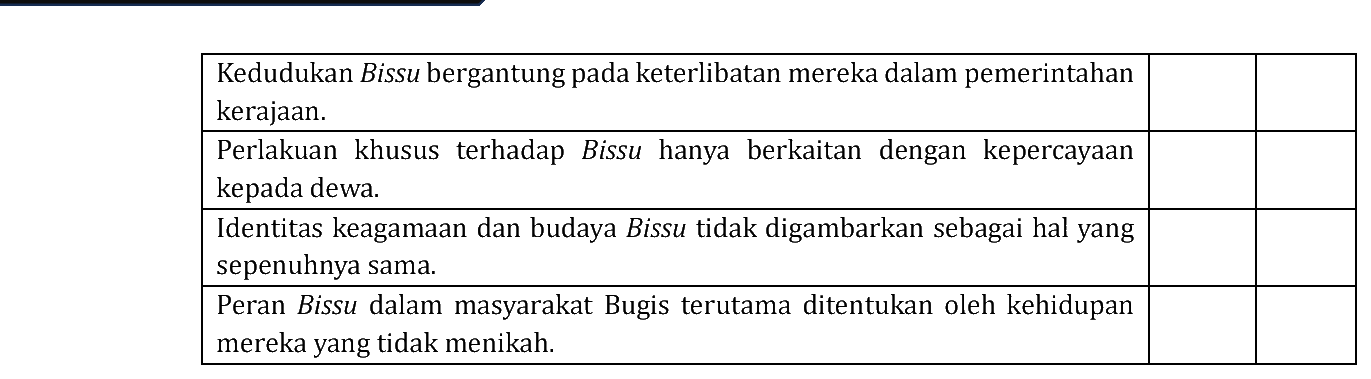 Kedudukan Bissu bergantung pada keterlibatan mereka dalam pemerintahan
kerajaan.
Perlakuan khusus terhadap Bissu hanya berkaitan dengan kepercayaan
kepada dewa.
Identitas keagamaan dan budaya Bissu tidak digambarkan sebagai hal yang
sepenuhnya sama.
Peran Bissu dalam masyarakat Bugis terutama ditentukan oleh kehidupan
mereka yang tidak menikah.